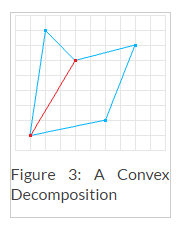 Figure 3: A Convex
Decomposition